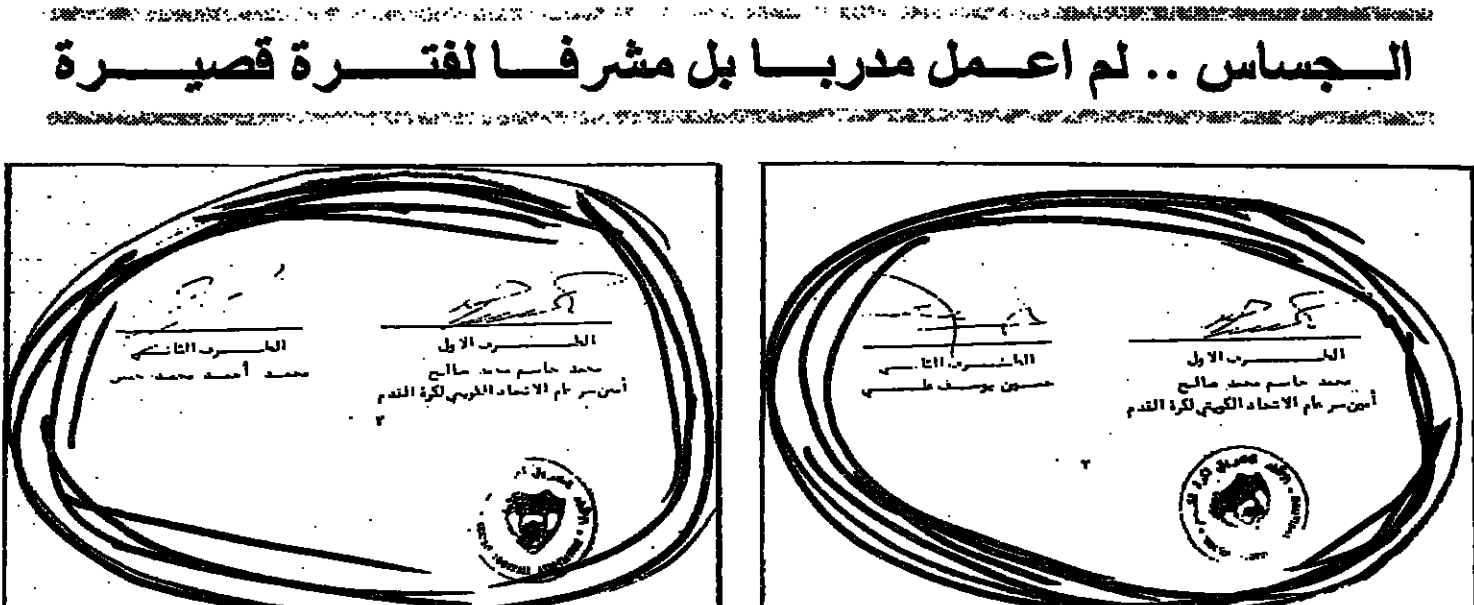 الجساس .. لم اعمل مدربا بل مشرفا لفترة قصيرة
الطرف الاول
محمد جاسم محمد صالح
أمين سر عام الاتحاد الكويتي لكرة القدم
٢
الطرف الثاني
حسين يوسف
الطرف الاول
محمد جاسم محمد صالح
أمين سر عام الاتحاد الكويتي لكرة القدم
٢
الطرف الثاني
محمد أحمد محمد حسن